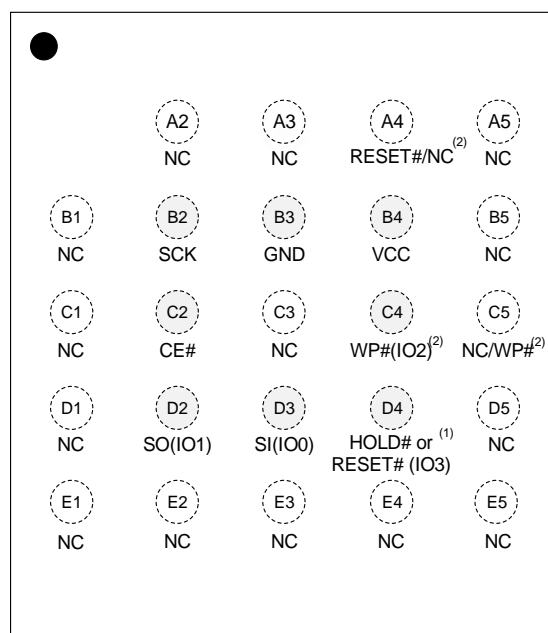 A2 A3 A4 A5
NC NC RESET#/NC(2) NC
B1 B2 B3 B4 B5
NC SCK GND VCC NC
C1 C2 C3 C4 C5
NC CE# NC WP#(IO2)(2) NC/WP#(2)
D1 D2 D3 D4 D5
NC SO(IO1) SI(IO0) HOLD# or (1) NC
RESET# (IO3)
E1 E2 E3 E4 E5
NC NC NC NC NC